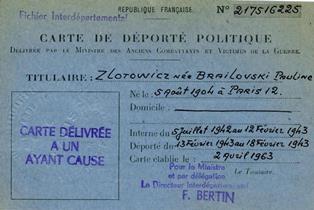 RÉPUBLIQUE FRANÇAISE.
Fichier Interdépartemental
N° 217516225
CARTE DE DÉPORTÉ POLITIQUE
DÉLIVRÉE PAR LE MINISTRE DES ANCIENS COMBATTANTS ET VICTIMES DE LA GUERRE.
TITULAIRE : ZLOTOWICZ née BRAILOVSKI Pauline
Né le : 5 Août 1904 à PARIS 12.
Domicile :
Interné du 5 Juillet 1942 au 12 Février 1943
Déporté du 13 Février 1943 au 18 Février 1943
Carte établie le : 2 Avril 1963
CARTE DÉLIVRÉE
A UN
AYANT CAUSE
Pour le Ministre
et par délégation
Le Titulaire,
Le Directeur Interdépartemental
F. BERTIN